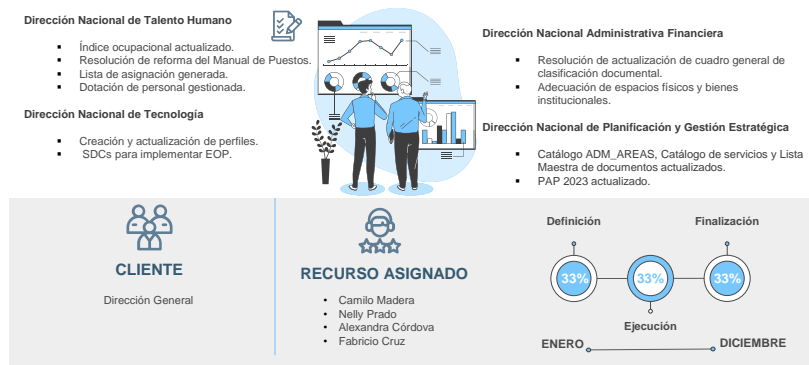 Dirección Nacional de Talento Humano
▪ Índice ocupacional actualizado.
▪ Resolución de reforma del Manual de Puestos.
▪ Lista de asignación generada.
▪ Dotación de personal gestionada.
Dirección Nacional de Tecnología
▪ Creación y actualización de perfiles.
▪ SDCs para implementar EOP.
Dirección Nacional Administrativa Financiera
▪ Resolución de actualización de cuadro general de
clasificación documental.
▪ Adecuación de espacios físicos y bienes
institucionales.
Dirección Nacional de Planificación y Gestión Estratégica
▪ Catálogo ADM_AREAS, Catálogo de servicios y Lista
Maestra de documentos actualizados.
▪ PAP 2023 actualizado.
CLIENTE
Dirección General
RECURSO ASIGNADO
• Camilo Madera
• Nelly Prado
• Alexandra Córdova
• Fabricio Cruz
Definición
Finalización
33%
33%
33%
Ejecución
ENERO
DICIEMBRE